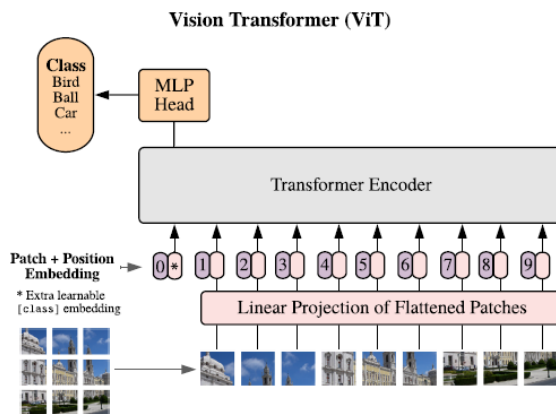 Vision Transformer (ViT)
Class
Bird
Ball
Car
...
MLP
Head
Transformer Encoder
Patch + Position
Embedding
0 * 1 2 3 4 5 6 7 8 9
* Extra learnable
[class] embedding
Linear Projection of Flattened Patches